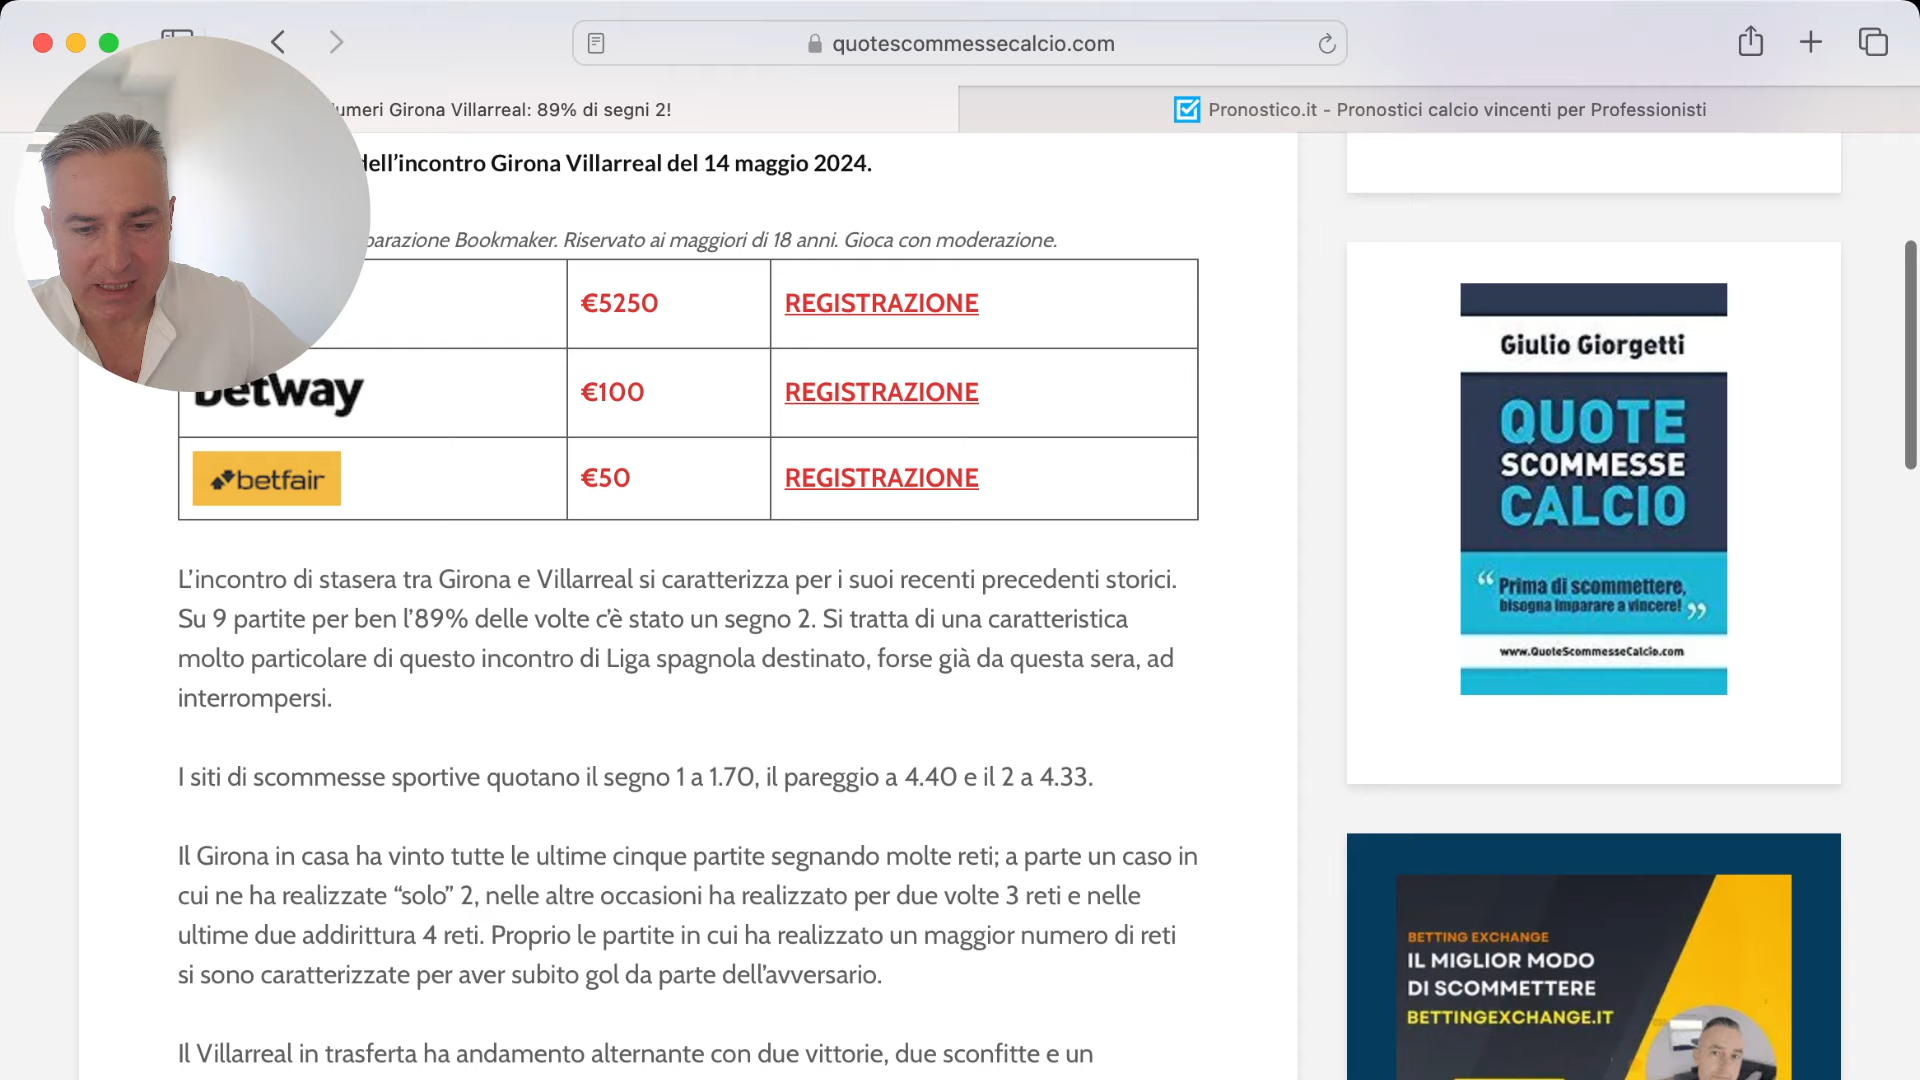 quotescommessecalcio.com
umeri Girona Villarreal: 89% di segni 2!
Pronostico.it - Pronostici calcio vincenti per Professionisti
dell’incontro Girona Villarreal del 14 maggio 2024.
parazione Bookmaker. Riservato ai maggiori di 18 anni. Gioca con moderazione.
€5250 REGISTRAZIONE
betway €100 REGISTRAZIONE
betfair €50 REGISTRAZIONE
L’incontro di stasera tra Girona e Villarreal si caratterizza per i suoi recenti precedenti storici.
Su 9 partite per ben l’89% delle volte c’è stato un segno 2. Si tratta di una caratteristica
molto particolare di questo incontro di Liga spagnola destinato, forse già da questa sera, ad
interrompersi.
I siti di scommesse sportive quotano il segno 1 a 1.70, il pareggio a 4.40 e il 2 a 4.33.
Il Girona in casa ha vinto tutte le ultime cinque partite segnando molte reti; a parte un caso in
cui ne ha realizzate “solo” 2, nelle altre occasioni ha realizzato per due volte 3 reti e nelle
ultime due addirittura 4 reti. Proprio le partite in cui ha realizzato un maggior numero di reti
si sono caratterizzate per aver subito gol da parte dell’avversario.
Il Villarreal in trasferta ha andamento alternante con due vittorie, due sconfitte e un
Giulio Giorgetti
QUOTE
SCOMMESSE
CALCIO
“ Prima di scommettere,
bisogna imparare a vincere! ”
www.QuoteScommesseCalcio.com
BETTING EXCHANGE
IL MIGLIOR MODO
DI SCOMMETTERE
BETTINGEXCHANGE.IT